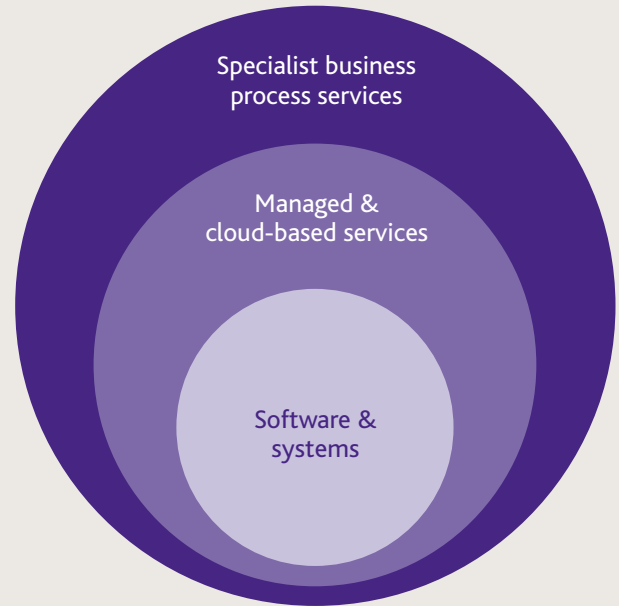 Specialist business
process services
Managed &
cloud-based services
Software &
systems